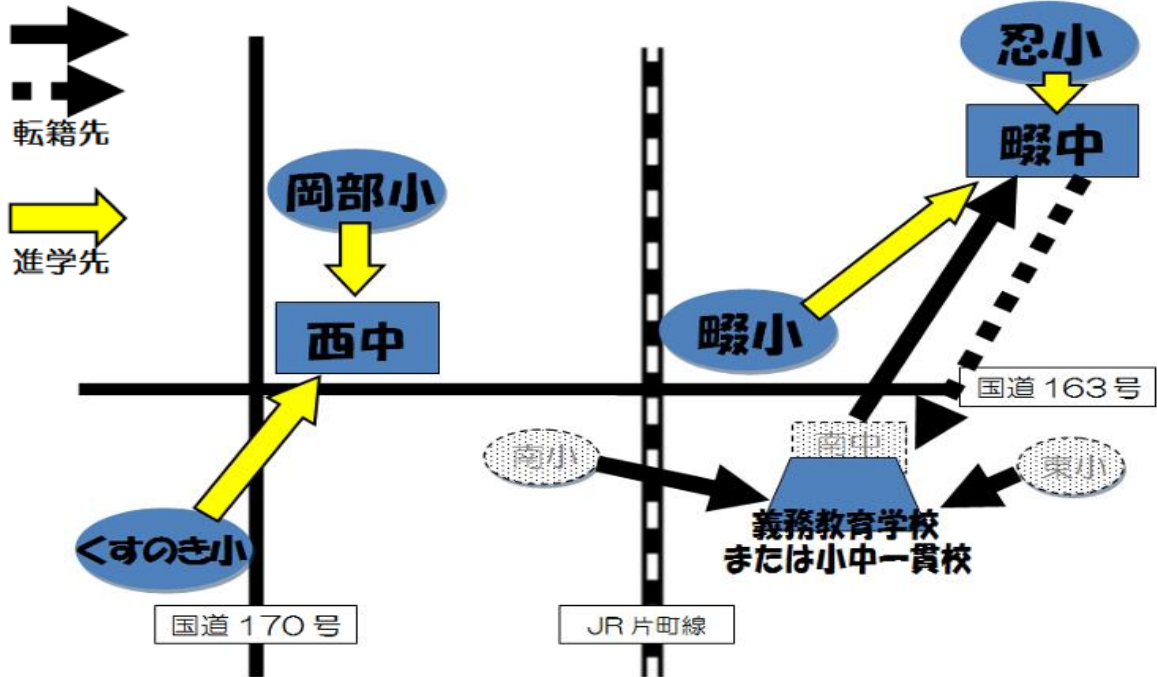 転籍先
進学先
忍小
畷中
岡部小
西中
畷小
国道163号
南中
南小
東小
義務教育学校
または小中一貫校
くすのき小
国道170号
JR片町線